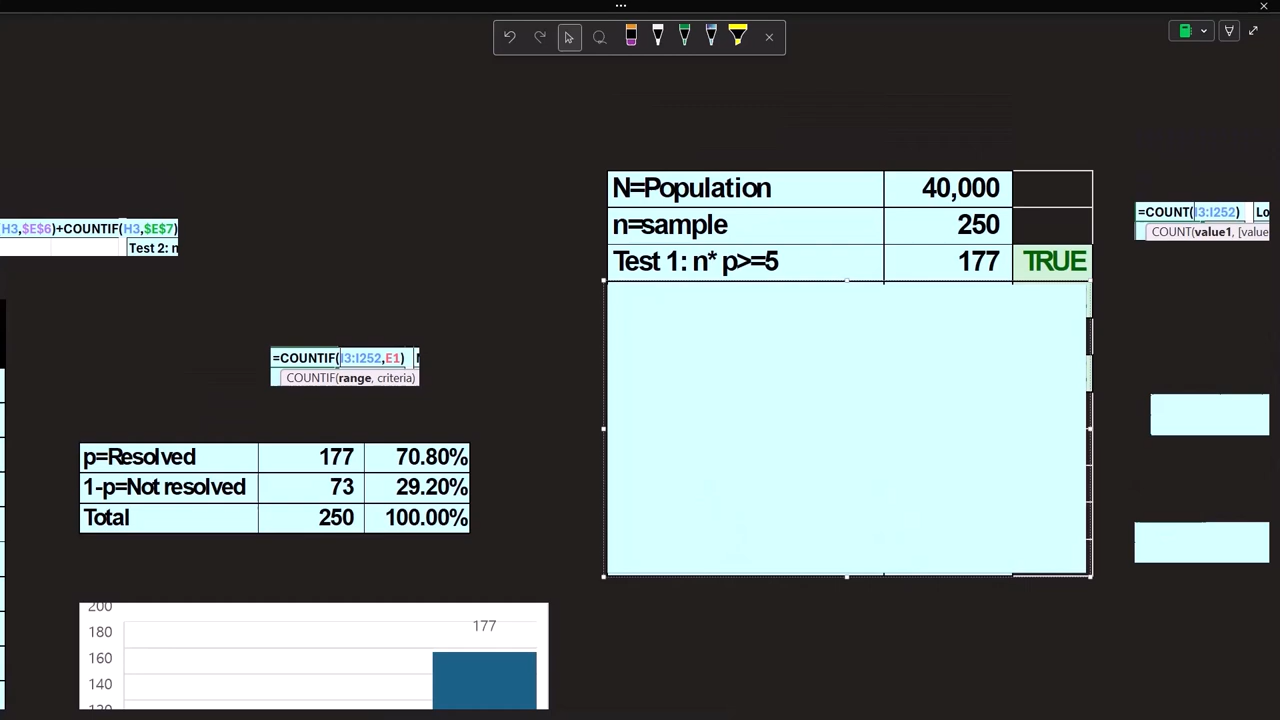 N=Population 40,000
n=sample 250
Test 1: n* p>=5 177 TRUE
=COUNT(I3:I252) Lo
COUNT(value1, [value
H3,$E$6)+COUNTIF(H3,$E$7)
Test 2: n
=COUNTIF(I3:I252,E1)
COUNTIF(range, criteria)
p=Resolved 177 70.80%
1-p=Not resolved 73 29.20%
Total 250 100.00%
200
180
160
140
177